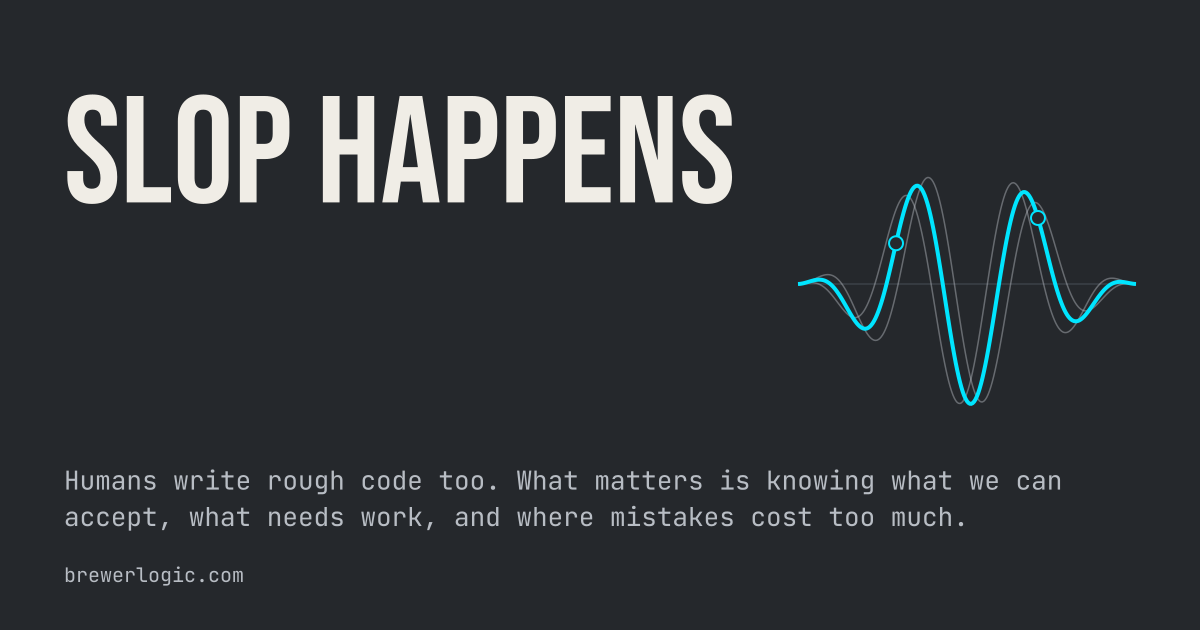 SLOP HAPPENS
Humans write rough code too. What matters is knowing what we can
accept, what needs work, and where mistakes cost too much.
brewerlogic.com